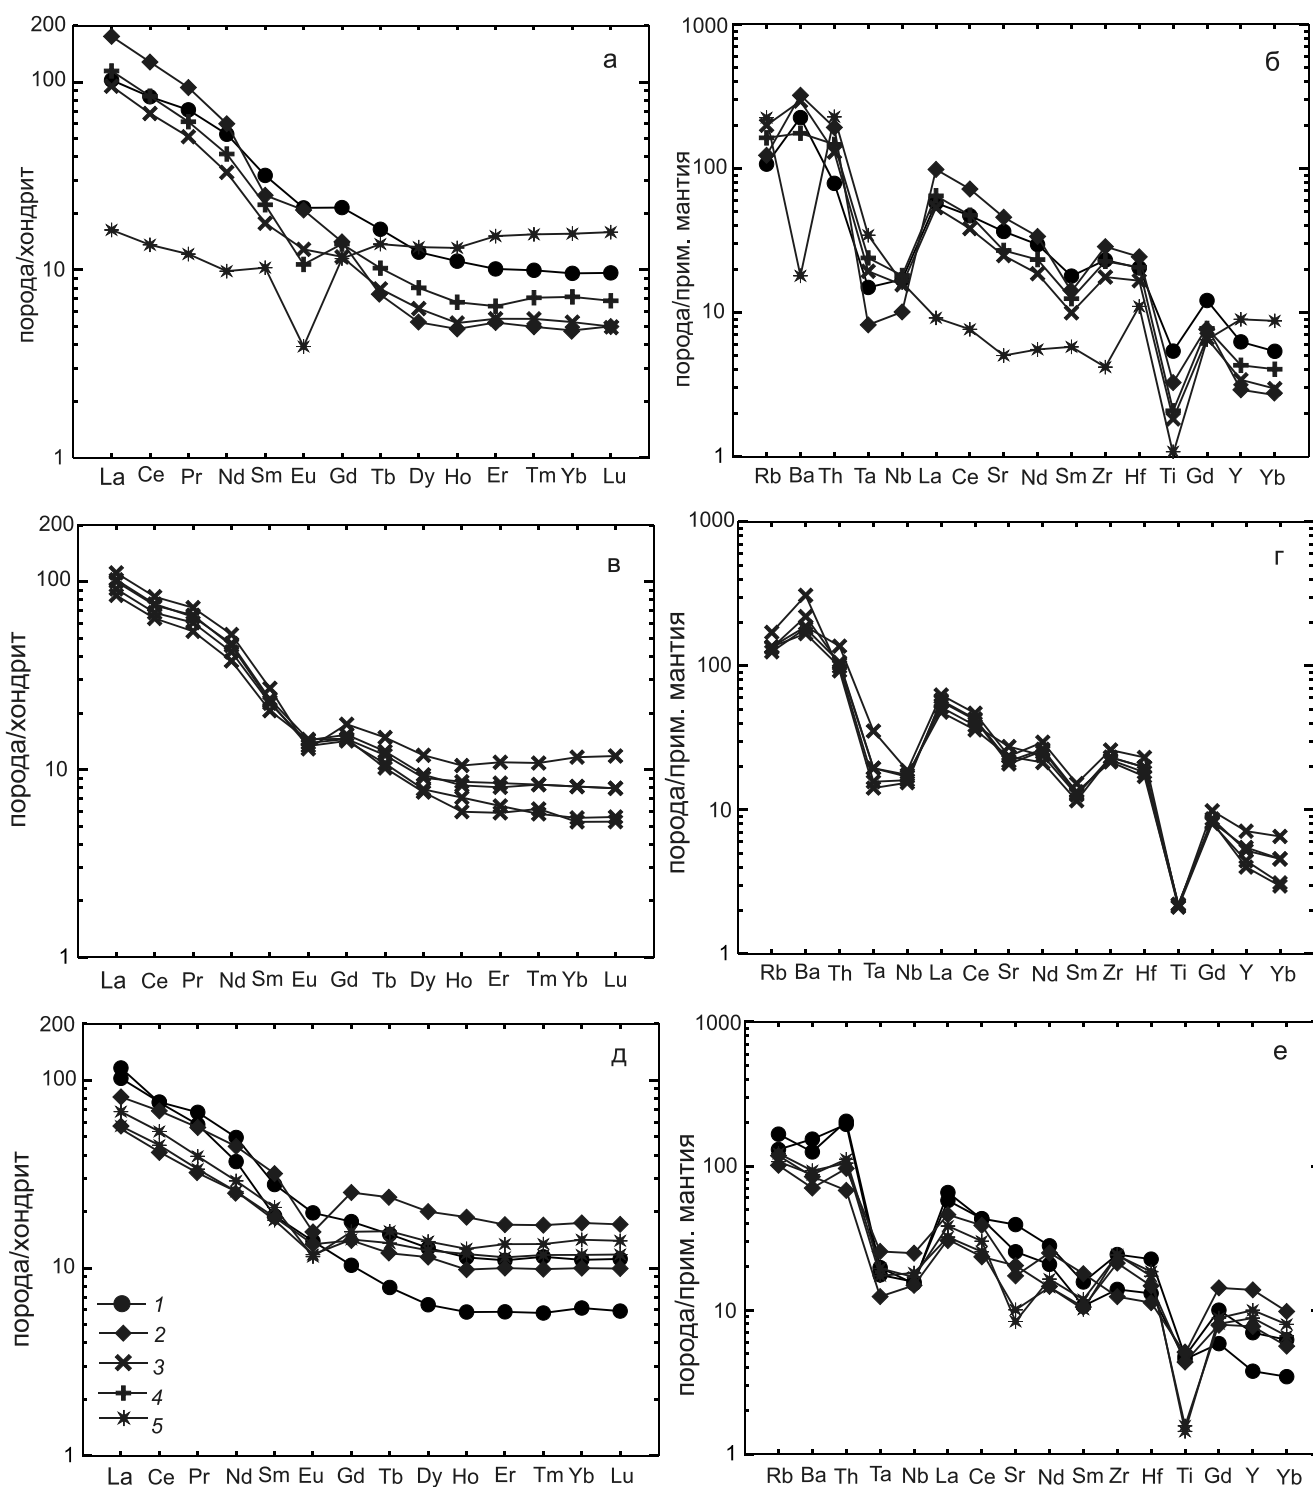 200
100
10
1
порода/хондрит
а
La Ce Pr Nd Sm Eu Gd Tb Dy Ho Er Tm Yb Lu
1000
100
10
1
порода/прим. мантия
б
Rb Ba Th Ta Nb La Ce Sr Nd Sm Zr Hf Ti Gd Y Yb
200
100
10
1
порода/хондрит
в
La Ce Pr Nd Sm Eu Gd Tb Dy Ho Er Tm Yb Lu
1000
100
10
1
порода/прим. мантия
г
Rb Ba Th Ta Nb La Ce Sr Nd Sm Zr Hf Ti Gd Y Yb
200
100
10
1
порода/хондрит
д
1
2
3
4
5
La Ce Pr Nd Sm Eu Gd Tb Dy Ho Er Tm Yb Lu
1000
100
10
1
порода/прим. мантия
е
Rb Ba Th Ta Nb La Ce Sr Nd Sm Zr Hf Ti Gd Y Yb